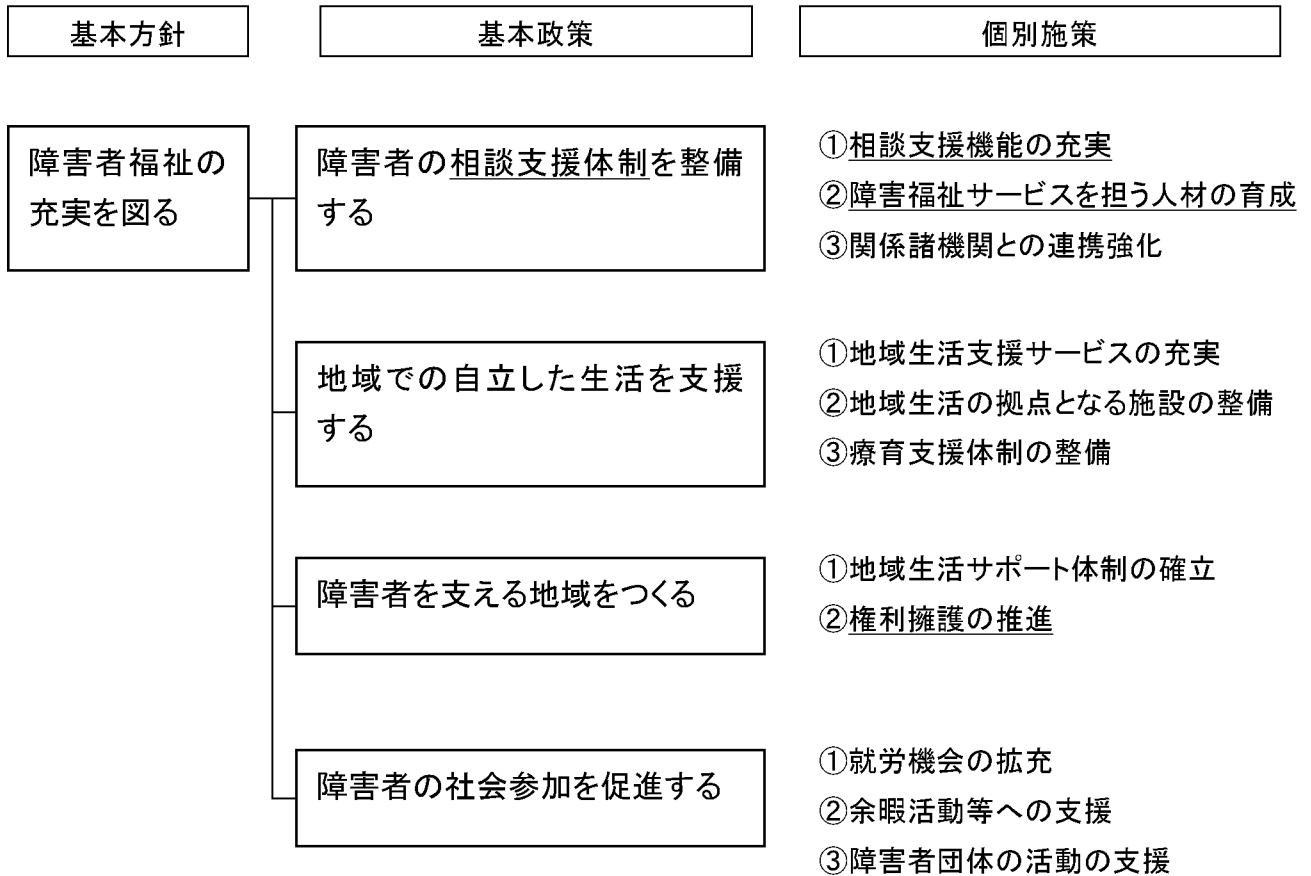 基本方針
基本政策
個別施策
障害者福祉の
充実を図る
障害者の相談支援体制を整備
する
①相談支援機能の充実
②障害福祉サービスを担う人材の育成
③関係諸機関との連携強化
地域での自立した生活を支援
する
①地域生活支援サービスの充実
②地域生活の拠点となる施設の整備
③療育支援体制の整備
障害者を支える地域をつくる
①地域生活サポート体制の確立
②権利擁護の推進
障害者の社会参加を促進する
①就労機会の拡充
②余暇活動等への支援
③障害者団体の活動の支援